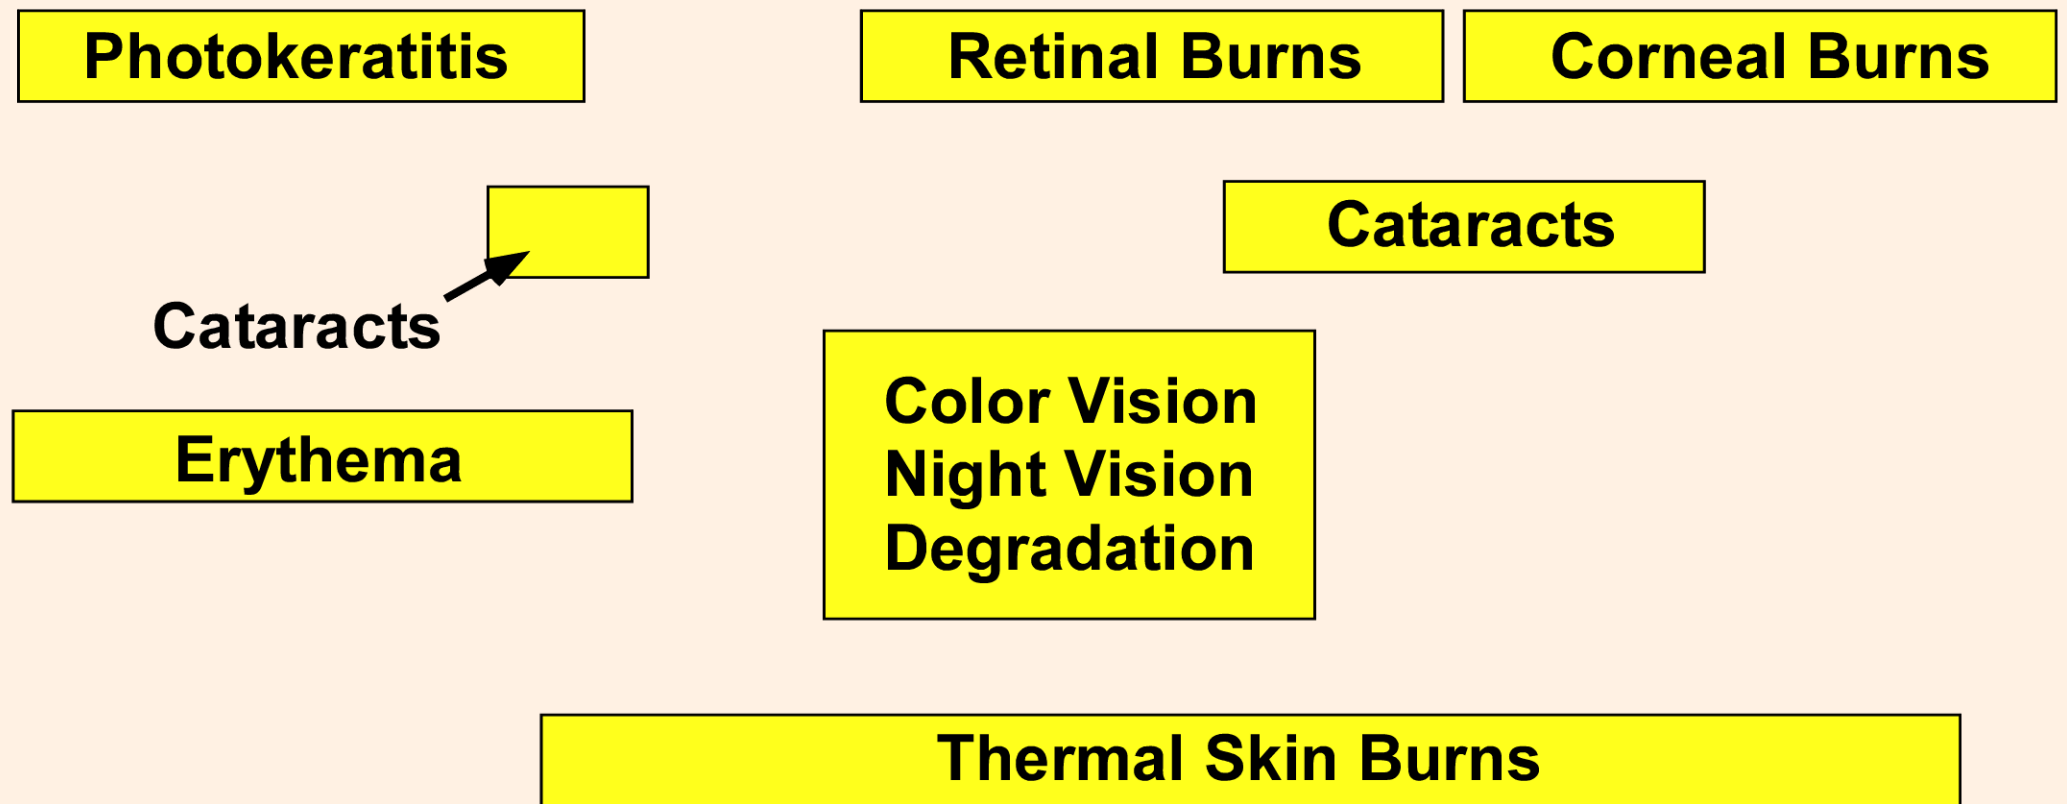 Photokeratitis
Retinal Burns
Corneal Burns
Cataracts
Cataracts
Color Vision
Night Vision
Degradation
Erythema
Thermal Skin Burns